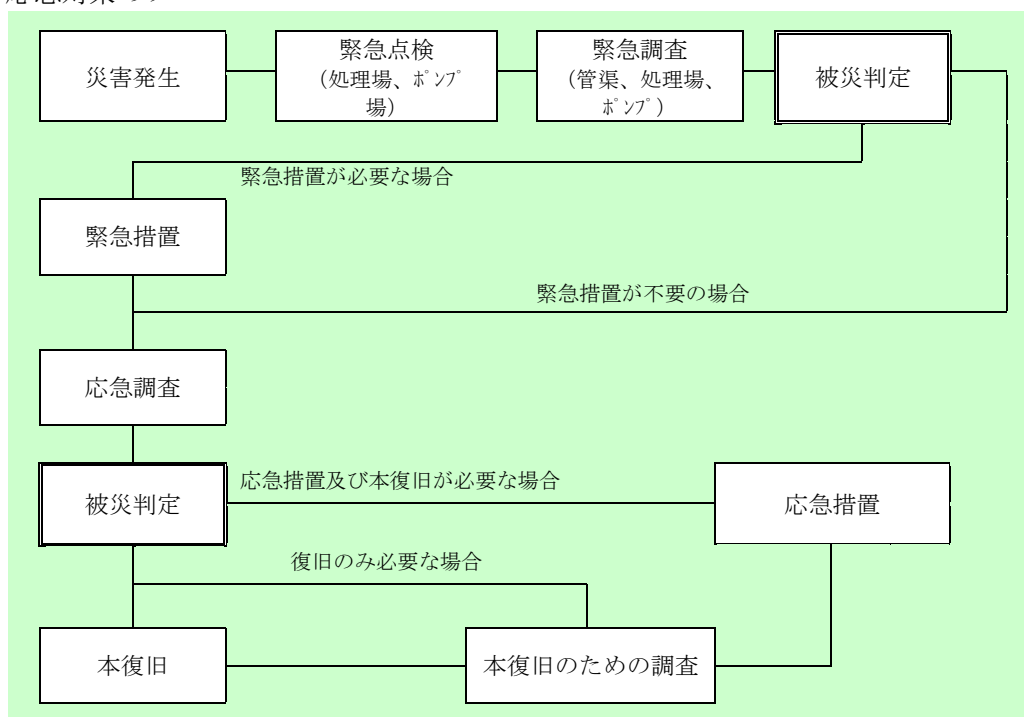 災害発生
緊急点検
（処理場、ﾎﾟﾝﾌﾟ
場）
緊急調査
（管渠、処理場、
ﾎﾟﾝﾌﾟ）
被災判定
緊急措置が必要な場合
緊急措置
緊急措置が不要の場合
応急調査
被災判定
応急措置及び本復旧が必要な場合
応急措置
復旧のみ必要な場合
本復旧
本復旧のための調査